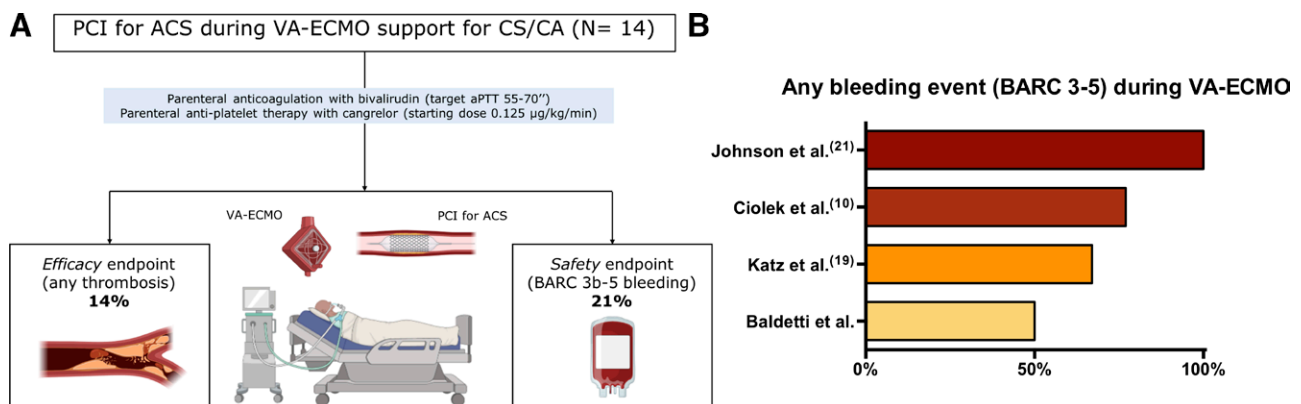 A
PCI for ACS during VA-ECMO support for CS/CA (N= 14)
Parenteral anticoagulation with bivalirudin (target aPTT 55-70’’)
Parenteral anti-platelet therapy with cangrelor (starting dose 0.125 μg/kg/min)
VA-ECMO
PCI for ACS
Efficacy endpoint
(any thrombosis)
14%
Safety endpoint
(BARC 3b-5 bleeding)
21%
B
Any bleeding event (BARC 3-5) during VA-ECMO
Johnson et al.(21)
Ciolek et al.(10)
Katz et al.(19)
Baldetti et al.
0%
50%
100%